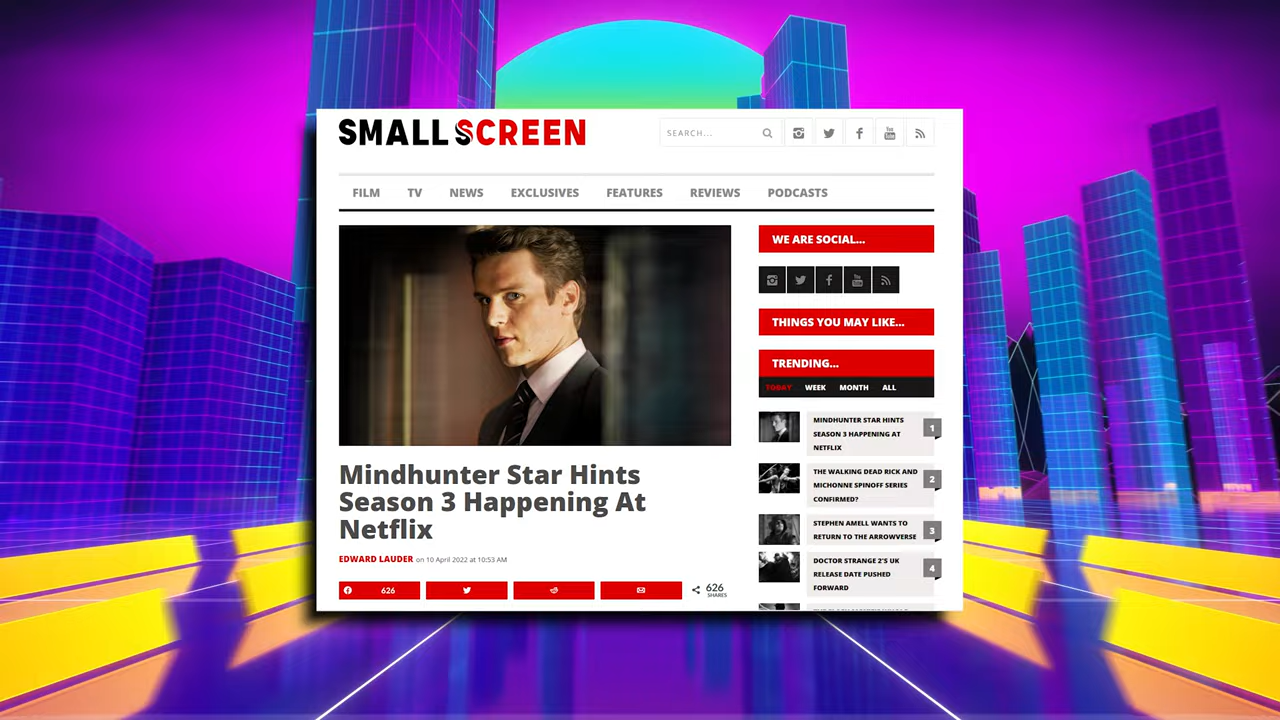 SMALL SCREEN
SEARCH...
FILM TV NEWS EXCLUSIVES FEATURES REVIEWS PODCASTS
Mindhunter Star Hints
Season 3 Happening At
Netflix
EDWARD LAUDER on 10 April 2022 at 10:53 AM
626
626
SHARES
WE ARE SOCIAL...
You
Tube
THINGS YOU MAY LIKE...
TRENDING...
TODAY WEEK MONTH ALL
MINDHUNTER STAR HINTS
SEASON 3 HAPPENING AT
NETFLIX
1
THE WALKING DEAD RICK AND
MICHONNE SPINOFF SERIES
CONFIRMED?
2
STEPHEN AMELL WANTS TO
RETURN TO THE ARROWVERSE
3
DOCTOR STRANGE 2'S UK
RELEASE DATE PUSHED
FORWARD
4